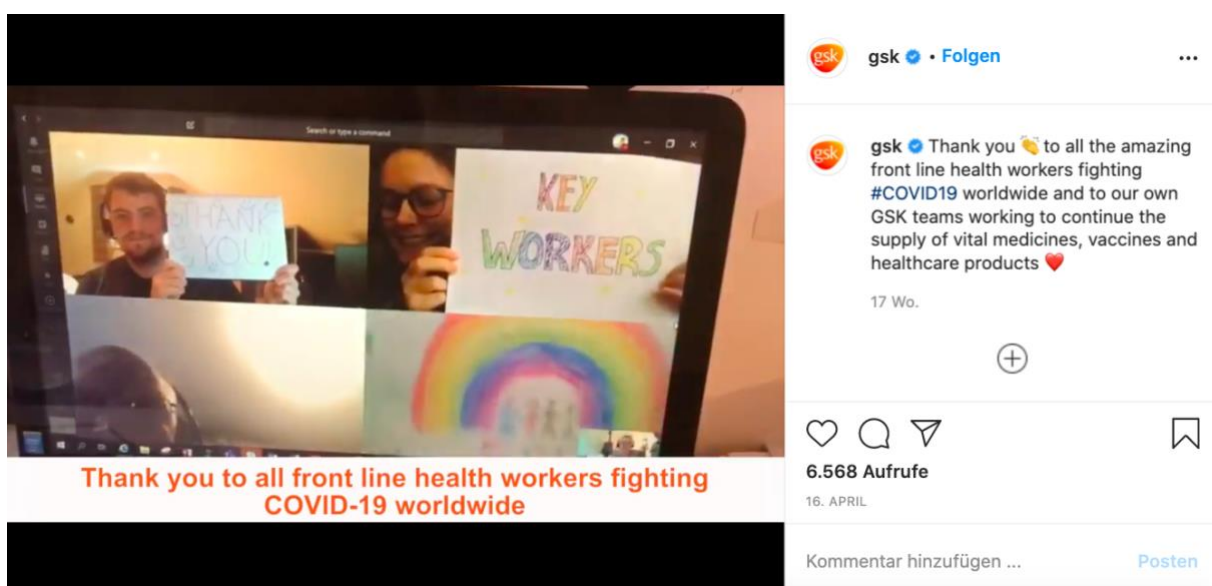 Search or type a command
THANK
YOU!
KEY
WORKERS
Thank you to all front line health workers fighting
COVID-19 worldwide
gsk
gsk • Folgen
gsk
gsk Thank you 👏 to all the amazing
front line health workers fighting
#COVID19 worldwide and to our own
GSK teams working to continue the
supply of vital medicines, vaccines and
healthcare products ❤️
17 Wo.
6.568 Aufrufe
16. APRIL
Kommentar hinzufügen ...
Posten